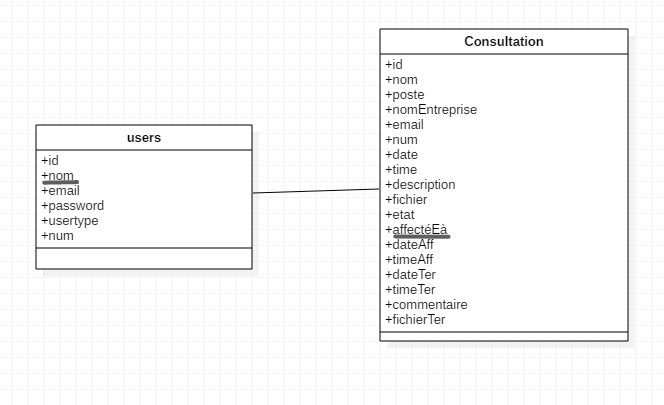 users
+id
+nom
+email
+password
+usertype
+num
Consultation
+id
+nom
+poste
+nomEntreprise
+email
+num
+date
+time
+description
+fichier
+etat
+affectéEà
+dateAff
+timeAff
+dateTer
+timeTer
+commentaire
+fichierTer